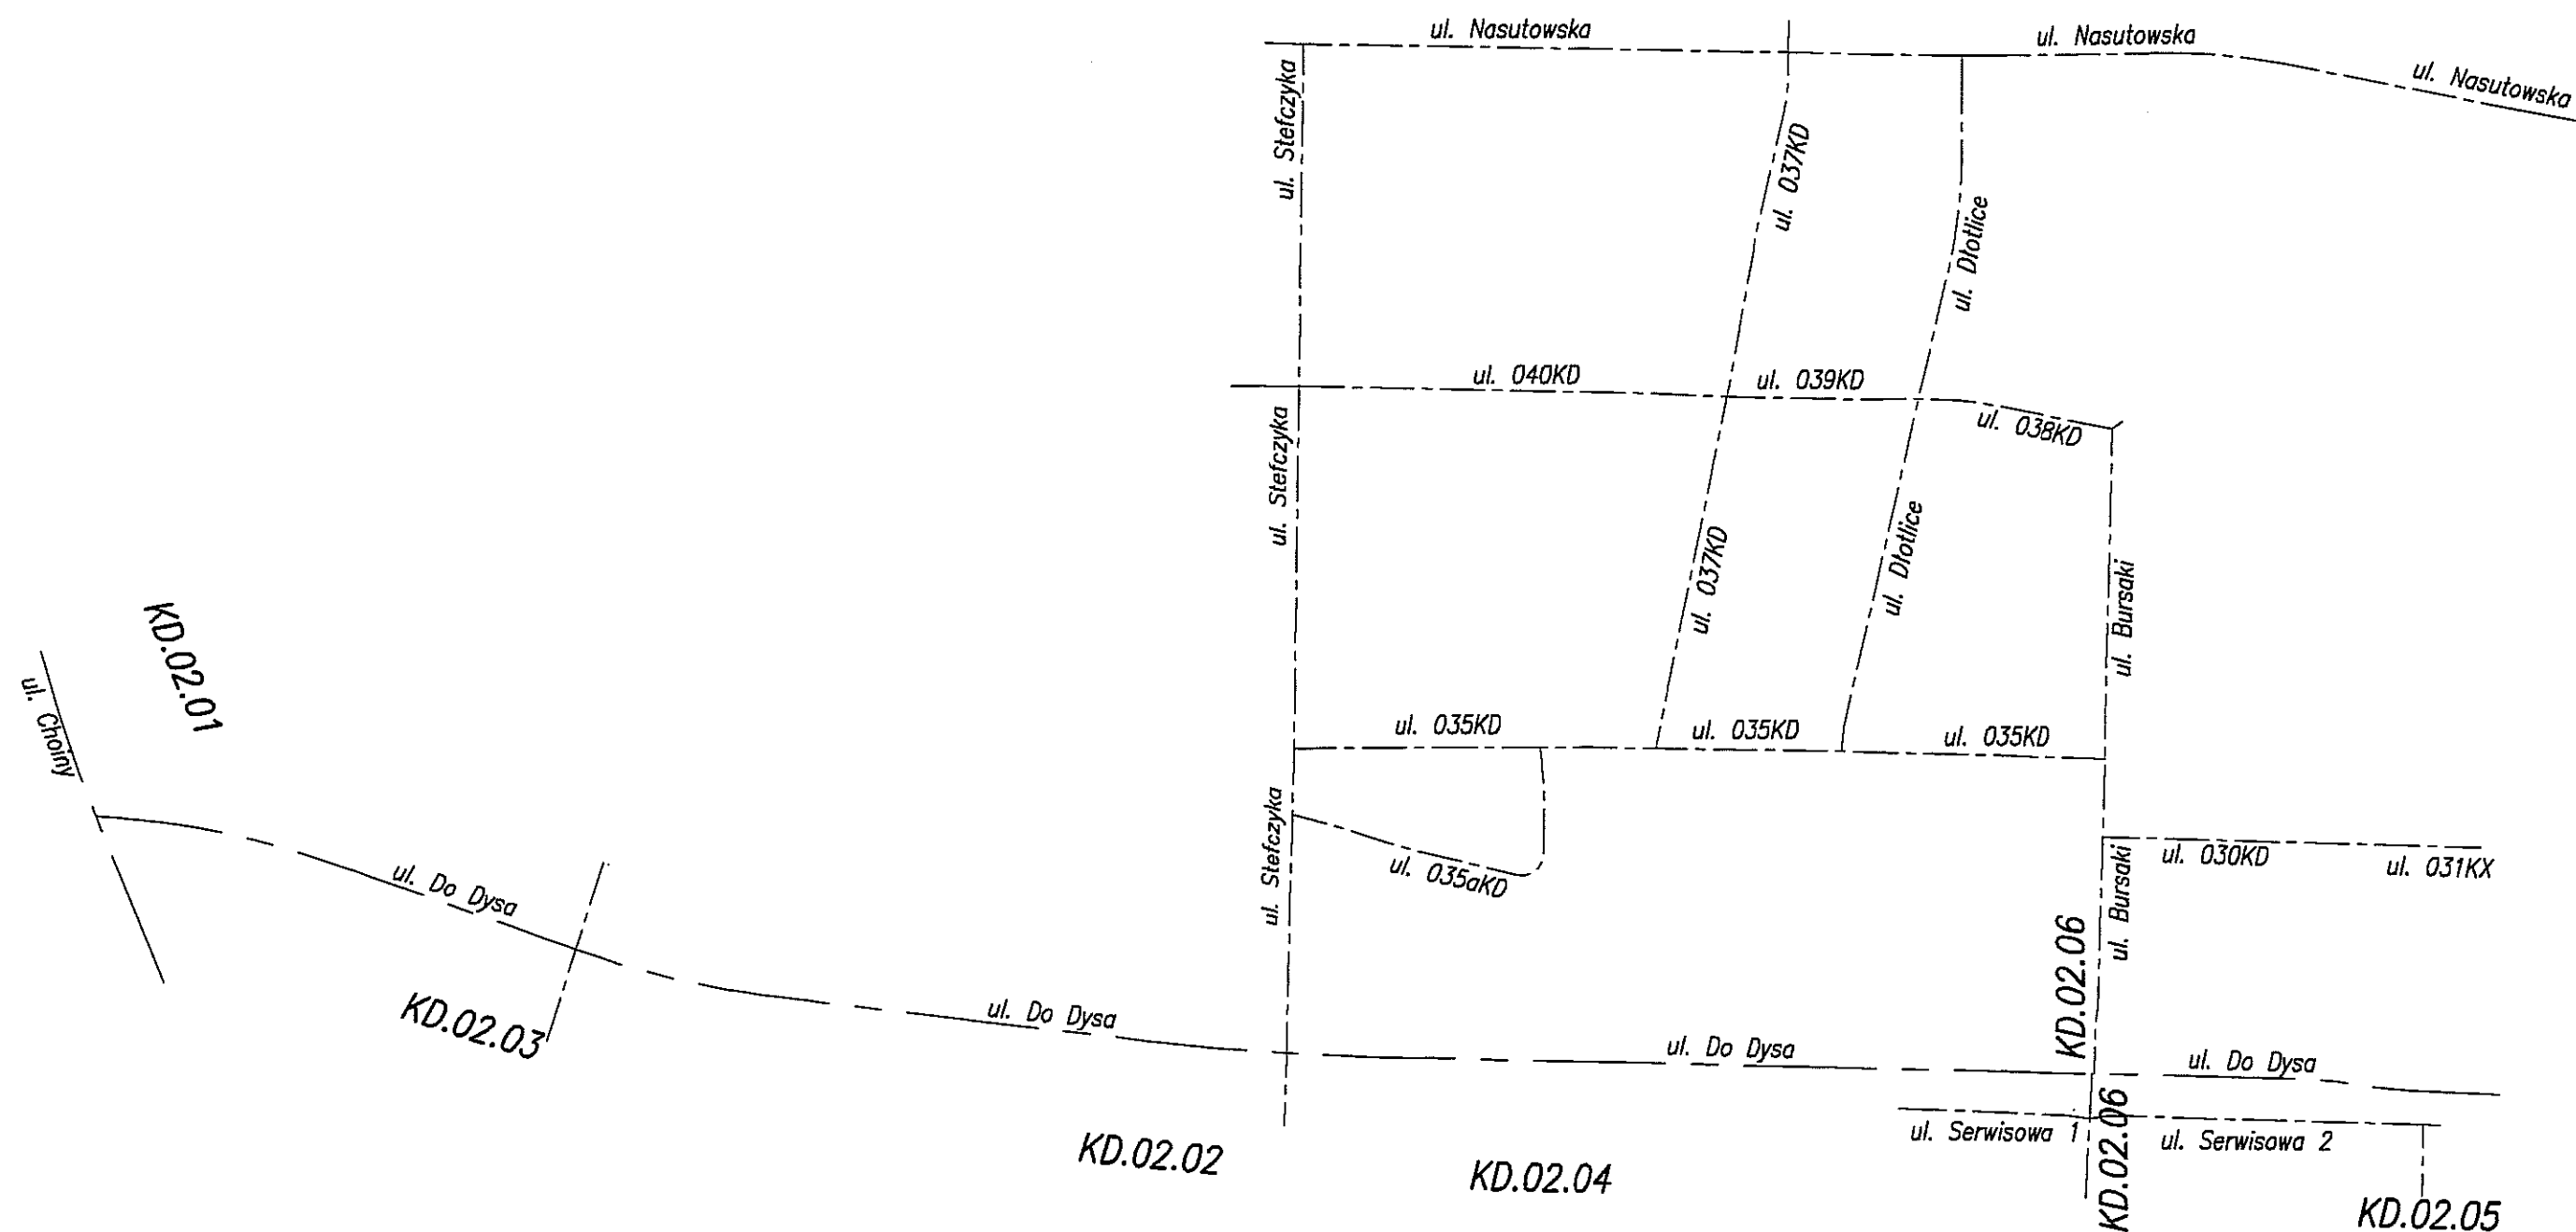 ul. Nasutowska
ul. Nasutowska
ul. Nasutowska
ul. Stefczyka
ul. 037KD
ul. Dłotlice
ul. 040KD
ul. 039KD
ul. 038KD
ul. Stefczyka
ul. 037KD
ul. Dłotlice
ul. Bursaki
KD.02.01
ul. Choiny
ul. 035KD
ul. 035KD
ul. 035KD
ul. Stefczyka
ul. 035aKD
ul. 030KD
ul. 031KX
ul. Bursaki
KD.02.06
ul. Do Dysa
KD.02.03
ul. Do Dysa
ul. Do Dysa
ul. Do Dysa
KD.02.02
KD.02.04
ul. Serwisowa 1
KD.02.06
ul. Serwisowa 2
KD.02.05